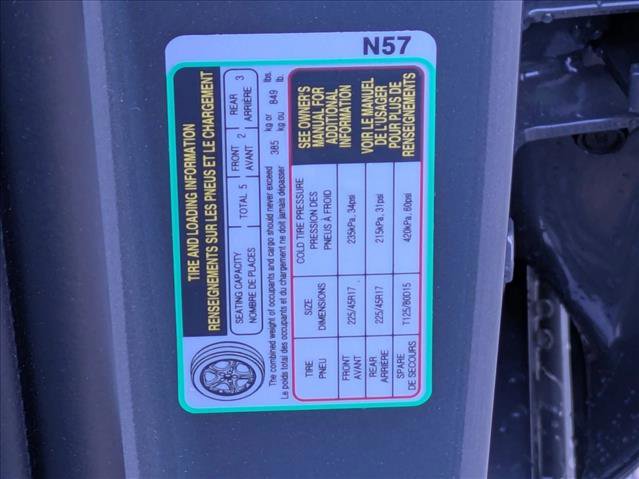 N57
TIRE AND LOADING INFORMATION
RENSEIGNEMENTS SUR LES PNEUS ET LE CHARGEMENT
SEATING CAPACITY
NOMBRE DE PLACES
TOTAL 5
FRONT
AVANT
2
REAR
ARRIÈRE
3
The combined weight of occupants and cargo should never exceed 385 kg or 849 lbs.
Le poids total des occupants et du chargement ne doit jamais dépasser kg ou lb.
TIRE
PNEU
SIZE
DIMENSIONS
COLD TIRE PRESSURE
PRESSION DES
PNEUS À FROID
FRONT
AVANT
225/45R17
235kPa, 34psi
REAR
ARRIÈRE
225/45R17
215kPa, 31psi
SPARE
DE SECOURS
T125/80D15
420kPa, 60psi
SEE OWNER'S
MANUAL FOR
ADDITIONAL
INFORMATION
VOIR LE MANUEL
DE L'USAGER
POUR PLUS DE
RENSEIGNEMENTS